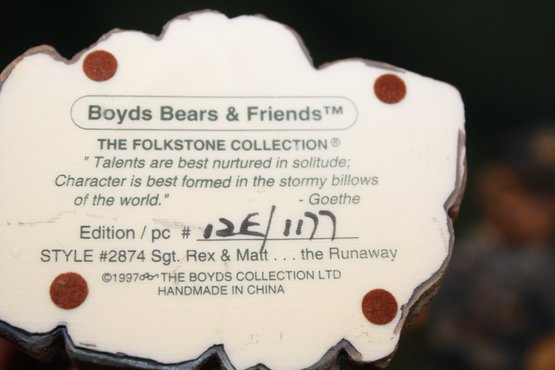 Boyds Bears & Friends™
THE FOLKSTONE COLLECTION®
" Talents are best nurtured in solitude;
Character is best formed in the stormy billows
of the world." - Goethe
Edition / pc # 12E/1177
STYLE #2874 Sgt. Rex & Matt . . . the Runaway
©1997 THE BOYDS COLLECTION LTD
HANDMADE IN CHINA